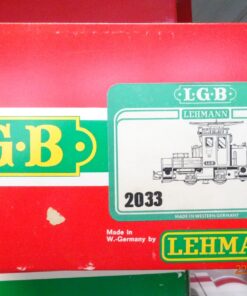 L·G·B
LEHMANN
G·B
2033
MADE IN WESTERN GERMANY
Made in
W.-Germany by
LEHMA